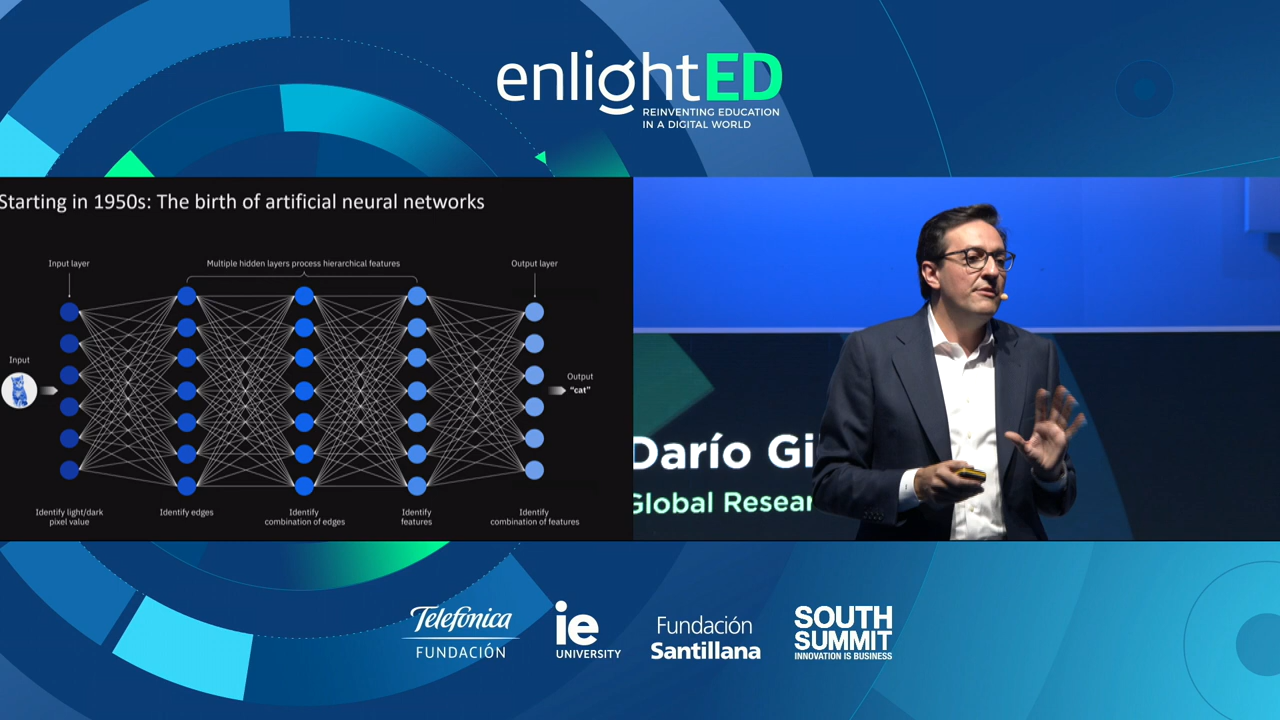 enlightED
REINVENTING EDUCATION
IN A DIGITAL WORLD
Starting in 1950s: The birth of artificial neural networks
Input layer
Multiple hidden layers process hierarchical features
Output layer
Input
Output
"cat"
Identify light/dark
pixel value
Identify edges
Identify
combination of edges
Identify
features
Identify
combination of features
Darío Gi
Global Resear
Telefónica
FUNDACIÓN
ie
UNIVERSITY
Fundación
Santillana
SOUTH
SUMMIT
INNOVATION IS BUSINESS